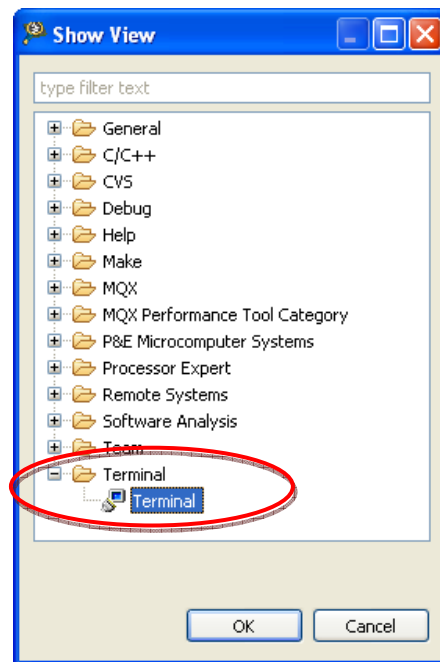 Show View
type filter text
General
C/C++
CVS
Debug
Help
Make
MQX
MQX Performance Tool Category
P&E Microcomputer Systems
Processor Expert
Remote Systems
Software Analysis
Team
Terminal
Terminal
OK Cancel